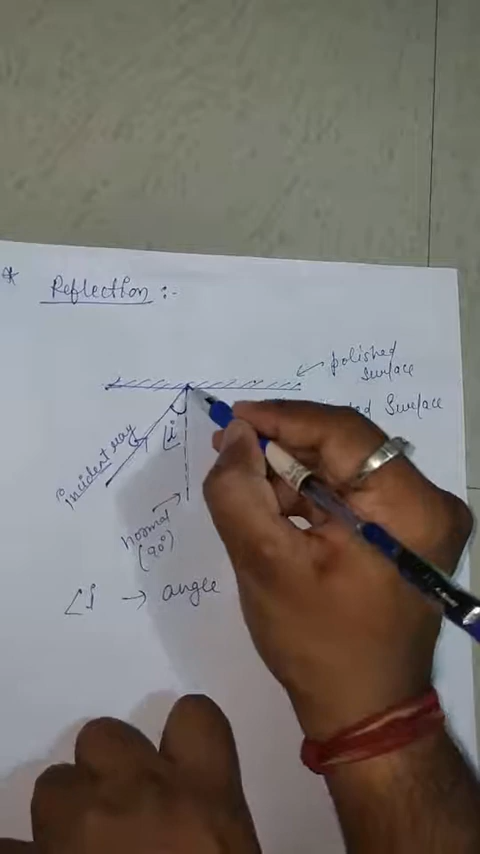 * Reflection :-
polished
surface
Surface
incident ray
∠i
normal
(90°)
∠i → angle